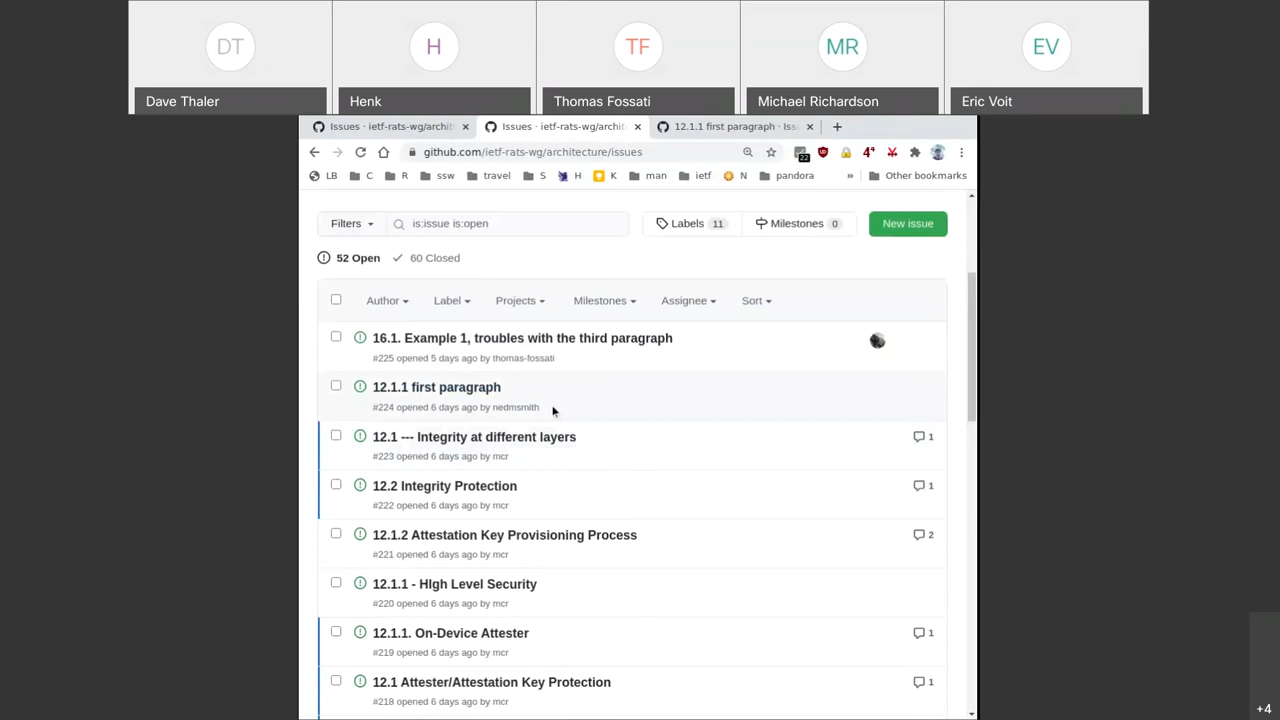 DT
H
TF
MR
EV
Dave Thaler
Henk
Thomas Fossati
Michael Richardson
Eric Voit
Issues · ietf-rats-wg/archit
Issues · ietf-rats-wg/archit
12.1.1 first paragraph · Iss
github.com/ietf-rats-wg/architecture/issues
22
LB
C
R
ssw
travel
S
H
K
man
ietf
N
pandora
»
Other bookmarks
Filters
is:issue is:open
Labels 11
Milestones 0
New issue
52 Open
60 Closed
Author
Label
Projects
Milestones
Assignee
Sort
16.1. Example 1, troubles with the third paragraph
#225 opened 5 days ago by thomas-fossati
12.1.1 first paragraph
#224 opened 6 days ago by nedmsmith
12.1 --- Integrity at different layers
1
#223 opened 6 days ago by mcr
12.2 Integrity Protection
1
#222 opened 6 days ago by mcr
12.1.2 Attestation Key Provisioning Process
2
#221 opened 6 days ago by mcr
12.1.1 - HIgh Level Security
#220 opened 6 days ago by mcr
12.1.1. On-Device Attester
1
#219 opened 6 days ago by mcr
12.1 Attester/Attestation Key Protection
1
#218 opened 6 days ago by mcr
+4